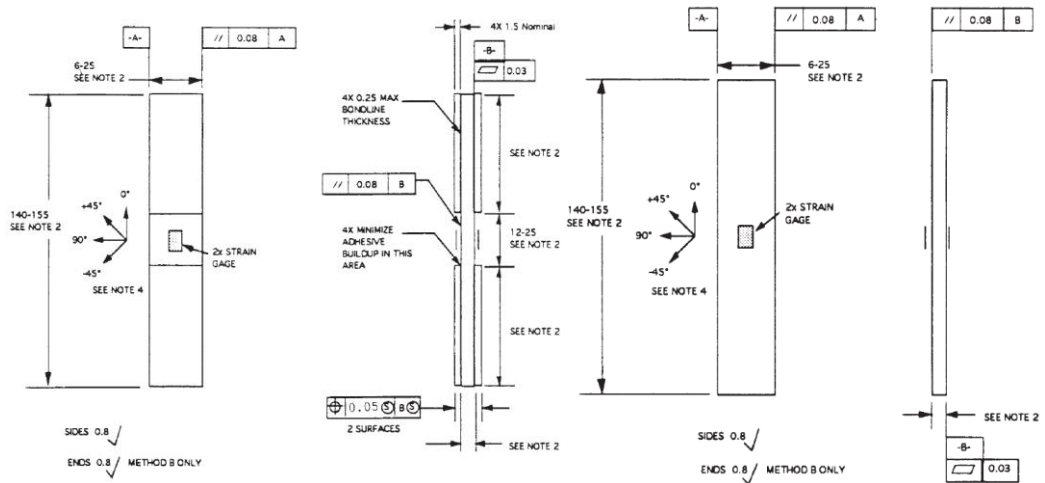 -A-
// 0.08 A
6-25
SEE NOTE 2
140-155
SEE NOTE 2
0°
+45°
90°
-45°
SEE NOTE 4
2x STRAIN
GAGE
SIDES 0.8
ENDS 0.8 METHOD B ONLY
4X 1.5 Nominal
-B-
0.03
4X 0.25 MAX
BONDLINE
THICKNESS
SEE NOTE 2
// 0.08 B
4X MINIMIZE
ADHESIVE
BUILDUP IN THIS
AREA
12-25
SEE NOTE 2
SEE NOTE 2
⌖ 0.05 Ⓢ B Ⓢ
2 SURFACES
SEE NOTE 2
-A-
// 0.08 A
6-25
SEE NOTE 2
140-155
SEE NOTE 2
0°
+45°
90°
-45°
SEE NOTE 4
2x STRAIN
GAGE
SIDES 0.8
ENDS 0.8 METHOD B ONLY
// 0.08 B
SEE NOTE 2
-B-
0.03